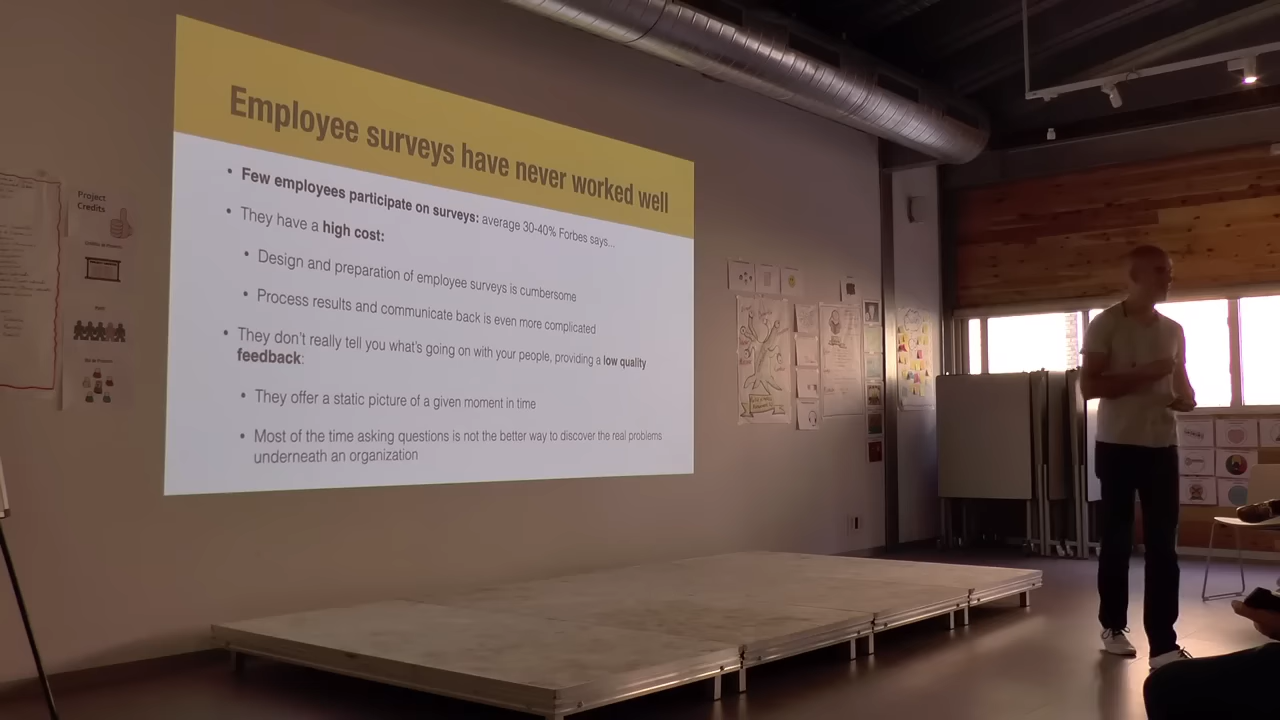 Employee surveys have never worked well
• Few employees participate on surveys: average 30-40% Forbes says...
• They have a high cost:
• Design and preparation of employee surveys is cumbersome
• Process results and communicate back is even more complicated
• They don't really tell you what's going on with your people, providing a low quality
feedback:
• They offer a static picture of a given moment in time
• Most of the time asking questions is not the better way to discover the real problems
underneath an organization
Project
Credits